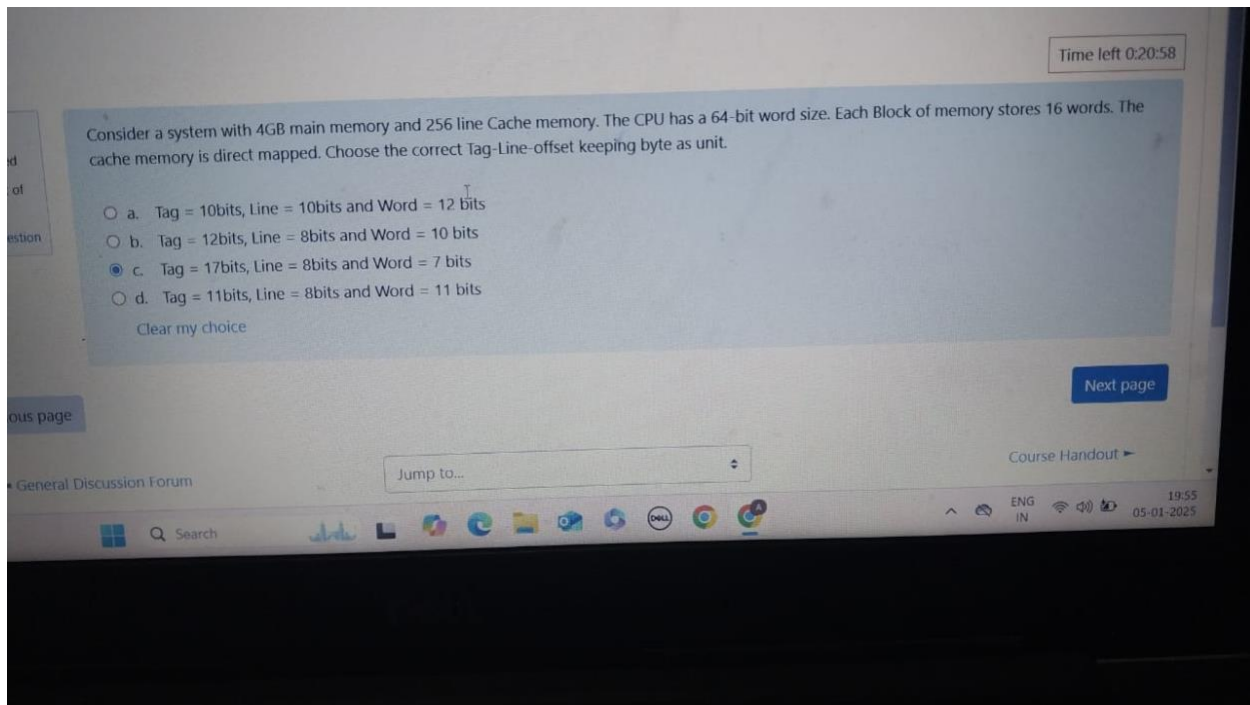 Time left 0:20:58
Consider a system with 4GB main memory and 256 line Cache memory. The CPU has a 64-bit word size. Each Block of memory stores 16 words. The
cache memory is direct mapped. Choose the correct Tag-Line-offset keeping byte as unit.
ed
of
estion
a. Tag = 10bits, Line = 10bits and Word = 12 bits
b. Tag = 12bits, Line = 8bits and Word = 10 bits
c. Tag = 17bits, Line = 8bits and Word = 7 bits
d. Tag = 11bits, Line = 8bits and Word = 11 bits
Clear my choice
Next page
ous page
Jump to...
Course Handout
General Discussion Forum
Search
DELL
A
ENG
IN
19:55
05-01-2025